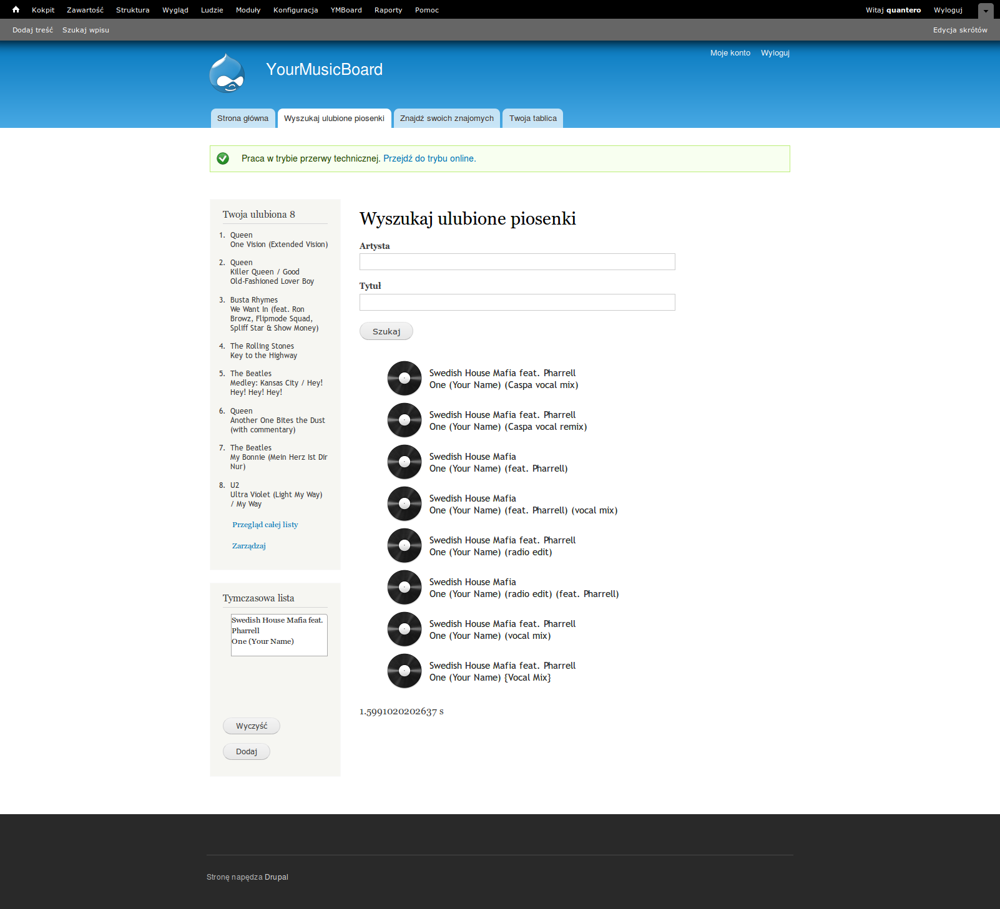 Kokpit Zawartość Struktura Wygląd Ludzie Moduły Konfiguracja YMBoard Raporty Pomoc Witaj quantero Wyloguj
Dodaj treść Szukaj wpisu Edycja skrótów
Moje konto Wyloguj
YourMusicBoard
Strona główna Wyszukaj ulubione piosenki Znajdź swoich znajomych Twoja tablica
Praca w trybie przerwy technicznej. Przejdź do trybu online.
Twoja ulubiona 8
1. Queen
One Vision (Extended Vision)
2. Queen
Killer Queen / Good
Old-Fashioned Lover Boy
3. Busta Rhymes
We Want In (feat. Ron
Browz, Flipmode Squad,
Spliff Star & Show Money)
4. The Rolling Stones
Key to the Highway
5. The Beatles
Medley: Kansas City / Hey!
Hey! Hey! Hey!
6. Queen
Another One Bites the Dust
(with commentary)
7. The Beatles
My Bonnie (Mein Herz Ist Dir
Nur)
8. U2
Ultra Violet (Light My Way)
/ My Way
Przegląd całej listy
Zarządzaj
Tymczasowa lista
Swedish House Mafia feat.
Pharrell
One (Your Name)
Wyczyść
Dodaj
Wyszukaj ulubione piosenki
Artysta
Tytuł
Szukaj
Swedish House Mafia feat. Pharrell
One (Your Name) (Caspa vocal mix)
Swedish House Mafia feat. Pharrell
One (Your Name) (Caspa vocal remix)
Swedish House Mafia
One (Your Name) (feat. Pharrell)
Swedish House Mafia
One (Your Name) (feat. Pharrell) (vocal mix)
Swedish House Mafia feat. Pharrell
One (Your Name) (radio edit)
Swedish House Mafia
One (Your Name) (radio edit) (feat. Pharrell)
Swedish House Mafia feat. Pharrell
One (Your Name) (vocal mix)
Swedish House Mafia feat. Pharrell
One (Your Name) {Vocal Mix}
1.5991020202637 s
Stronę napędza Drupal